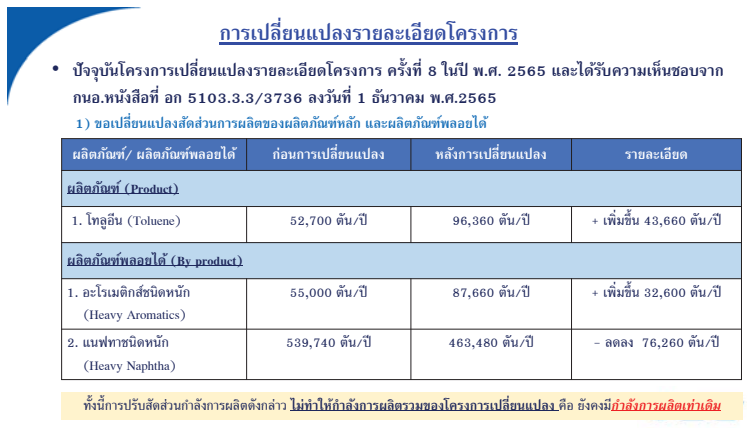 การเปลี่ยนแปลงรายละเอียดโครงการ
• ปัจจุบันโครงการเปลี่ยนแปลงรายละเอียดโครงการ ครั้งที่ 8 ในปี พ.ศ. 2565 และได้รับความเห็นชอบจาก
กนอ.หนังสือที่ อก 5103.3.3/3736 ลงวันที่ 1 ธันวาคม พ.ศ.2565
1) ขอเปลี่ยนแปลงสัดส่วนการผลิตของผลิตภัณฑ์หลัก และผลิตภัณฑ์พลอยได้
ผลิตภัณฑ์/ ผลิตภัณฑ์พลอยได้ ก่อนการเปลี่ยนแปลง หลังการเปลี่ยนแปลง รายละเอียด
ผลิตภัณฑ์ (Product)
1. โทลูอีน (Toluene) 52,700 ตัน/ปี 96,360 ตัน/ปี + เพิ่มขึ้น 43,660 ตัน/ปี
ผลิตภัณฑ์พลอยได้ (By product)
1. อะโรเมติกส์ชนิดหนัก 55,000 ตัน/ปี 87,660 ตัน/ปี + เพิ่มขึ้น 32,600 ตัน/ปี
(Heavy Aromatics)
2. แนฟทาชนิดหนัก 539,740 ตัน/ปี 463,480 ตัน/ปี - ลดลง 76,260 ตัน/ปี
(Heavy Naphtha)
ทั้งนี้การปรับสัดส่วนกำลังการผลิตดังกล่าว ไม่ทำให้กำลังการผลิตรวมของโครงการเปลี่ยนแปลง คือ ยังคงมีกำลังการผลิตเท่าเดิม